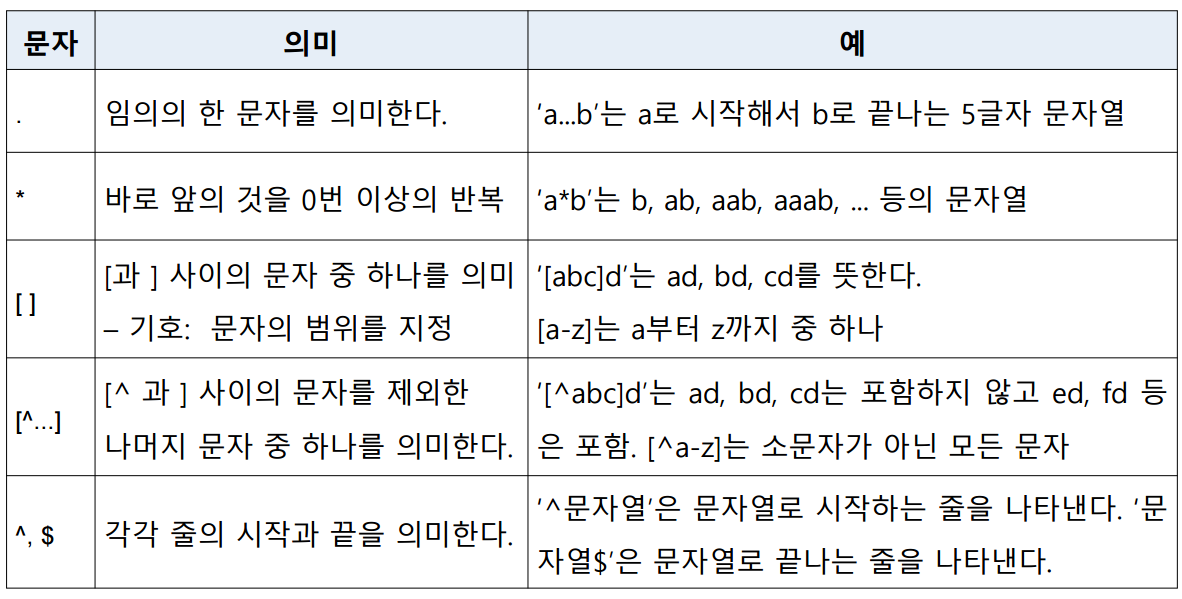 문자 의미 예
. 임의의 한 문자를 의미한다. 'a...b'는 a로 시작해서 b로 끝나는 5글자 문자열
* 바로 앞의 것을 0번 이상의 반복 'a*b'는 b, ab, aab, aaab, ... 등의 문자열
[ ]
[과 ] 사이의 문자 중 하나를 의미
– 기호: 문자의 범위를 지정
'[abc]d'는 ad, bd, cd를 뜻한다.
[a-z]는 a부터 z까지 중 하나
[^...]
[^ 과 ] 사이의 문자를 제외한
나머지 문자 중 하나를 의미한다.
'[^abc]d'는 ad, bd, cd는 포함하지 않고 ed, fd 등
은 포함. [^a-z]는 소문자가 아닌 모든 문자
^, $ 각각 줄의 시작과 끝을 의미한다.
'^문자열'은 문자열로 시작하는 줄을 나타낸다. '문
자열$'은 문자열로 끝나는 줄을 나타낸다.